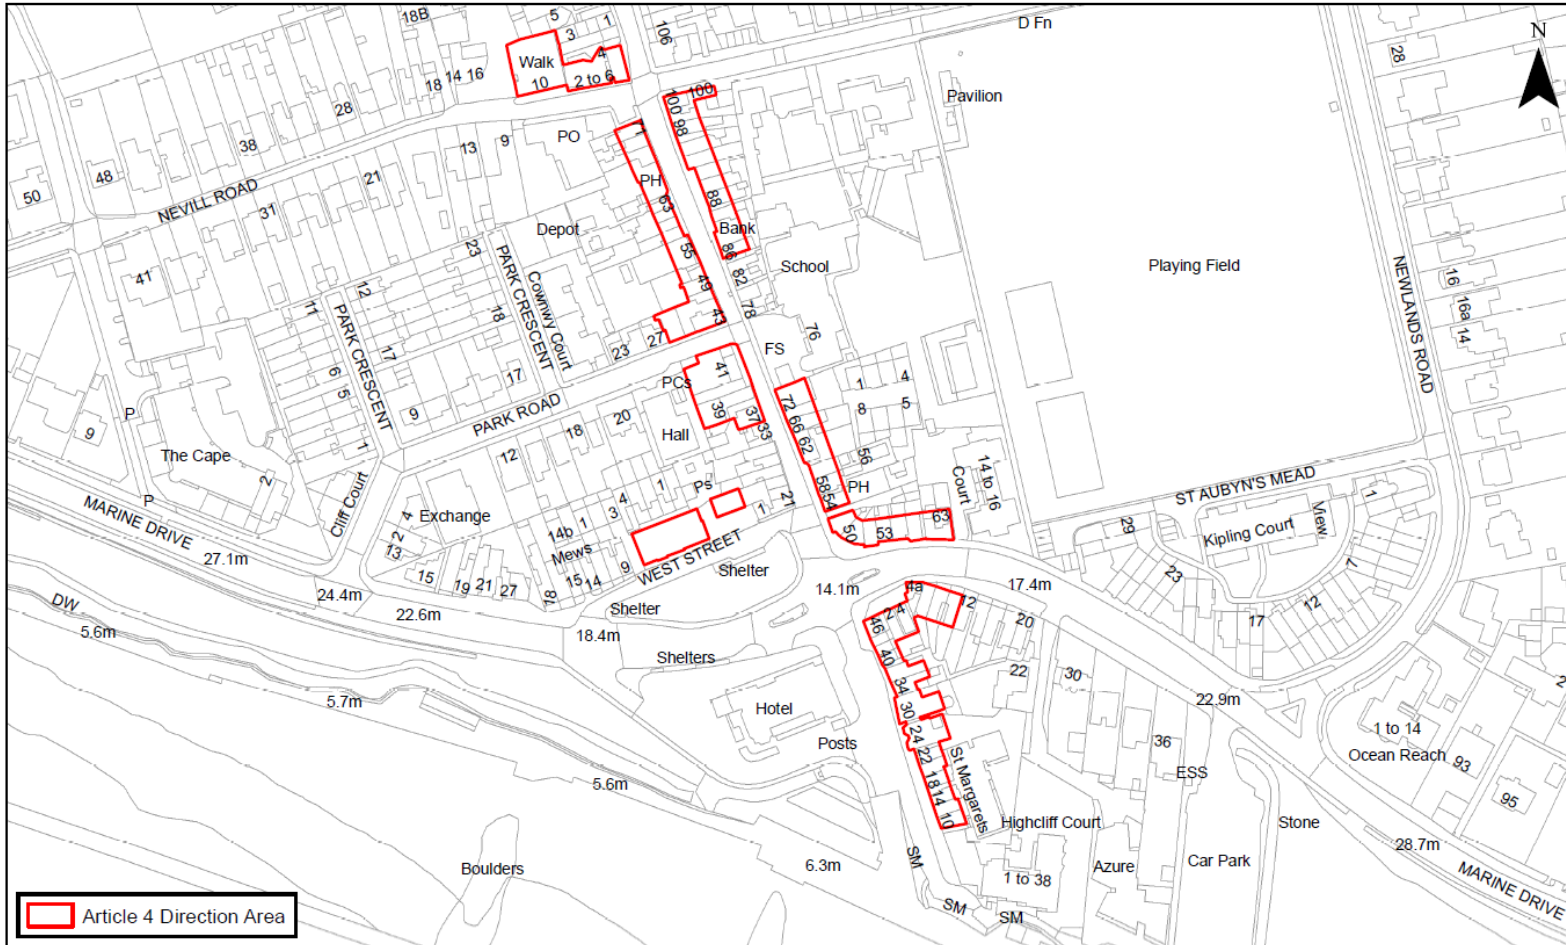 18B
5
1
3
106
D Fn
N
28
Walk
4
10
2 to 6
18 14 16
28
100
100
98
Pavilion
71
PO
9
13
38
48
50
NEVILL ROAD
21
31
PH
63
88
Bank
86
Depot
55
49
43
82
78
School
Playing Field
NEWLANDS ROAD
16
16a
14
41
23
PARK CRESCENT
Cownwy Court
18
12
11
PARK CRESCENT
17
6
5
17
9
1
23
27
76
FS
PCs
41
39
37
33
PARK ROAD
20
18
12
Hall
72
66
62
58
54
1
4
8
5
56
PH
Court
14 to 16
P
9
The Cape
2
P
Cliff Court
MARINE DRIVE
27.1m
Exchange
4
2
13
15
19
21
27
24.4m
22.6m
14b
1
3
4
1
Ps
1
21
Mews
15
14
9
18
WEST STREET
Shelter
Shelter
18.4m
Shelters
50
53
63
14.1m
17.4m
ST AUBYN'S MEAD
29
Kipling Court
View
1
7
23
17
12
DW
5.6m
5.7m
5.6m
4a
2
4
12
20
46
40
34
30
24
22
18
14
10
22
30
St Margarets
Hotel
Posts
22.9m
36
ESS
1 to 14
Ocean Reach
93
95
2
Highcliff Court
Stone
Boulders
6.3m
SM
1 to 38
Azure
Car Park
28.7m
MARINE DRIVE
SM
SM
Article 4 Direction Area